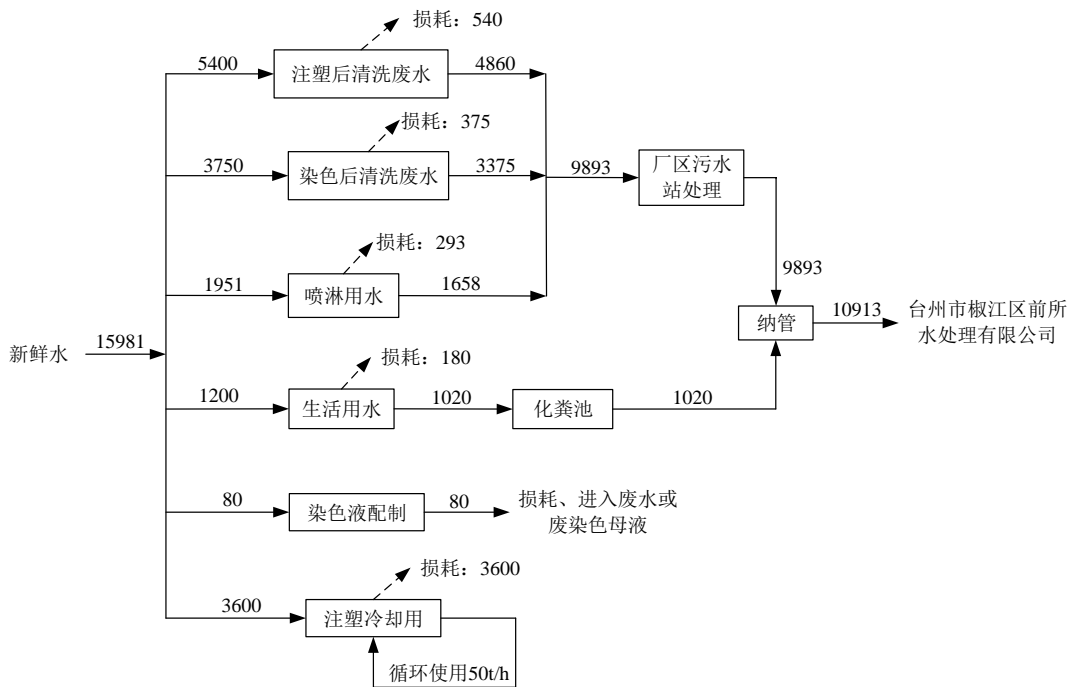 损耗：540
5400
注塑后清洗废水
4860
损耗：375
3750
染色后清洗废水
3375
9893
厂区污水
站处理
损耗：293
1951
喷淋用水
1658
9893
新鲜水
15981
纳管
10913
台州市椒江区前所
水处理有限公司
损耗：180
1200
生活用水
1020
化粪池
1020
80
染色液配制
80
损耗、进入废水或
废染色母液
损耗：3600
3600
注塑冷却用
循环使用50t/h